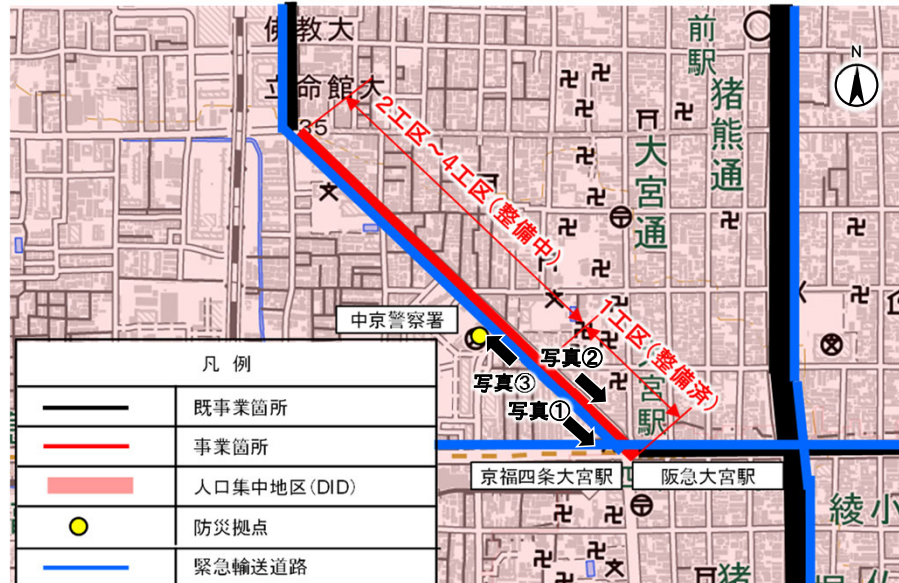 佛教大
立命館大
35
前駅
猪熊通
大宮通
N
2工区～4工区(整備中)
1工区(整備済)
宮駅
中京警察署
写真②
写真③
写真①
京福四条大宮駅
阪急大宮駅
綾小
猪
凡 例
既事業箇所
事業箇所
人口集中地区(DID)
防災拠点
緊急輸送道路